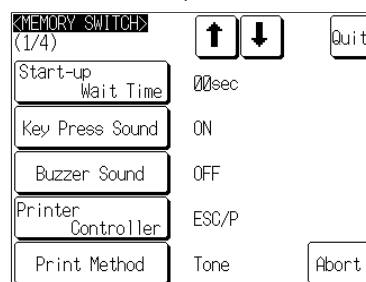 <MEMORY SWITCH>
(1/4)
Quit
Start-up
Wait Time
00sec
Key Press Sound
ON
Buzzer Sound
OFF
Printer
Controller
ESC/P
Print Method
Tone
Abort